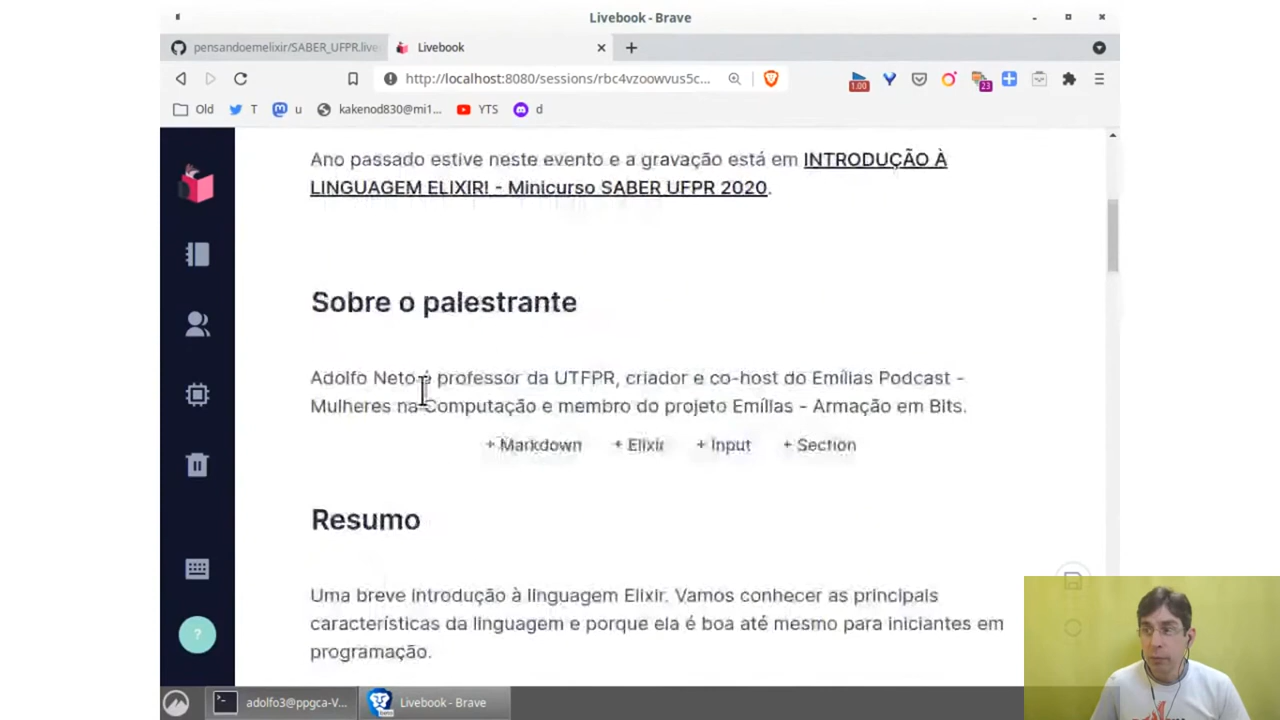 Livebook - Brave
pensandoemelixir/SABER_UFPR.live
Livebook
http://localhost:8080/sessions/rbc4vzoowvus5c...
1.00
23
Old
T
u
kakenod830@mi1...
YTS
d
Ano passado estive neste evento e a gravação está em INTRODUÇÃO À
LINGUAGEM ELIXIR! - Minicurso SABER UFPR 2020.
Sobre o palestrante
Adolfo Neto é professor da UTFPR, criador e co-host do Emílias Podcast -
Mulheres na Computação e membro do projeto Emílias - Armação em Bits.
+ Markdown + Elixir + Input + Section
Resumo
Uma breve introdução à linguagem Elixir. Vamos conhecer as principais
características da linguagem e porque ela é boa até mesmo para iniciantes em
programação.
?
adolfo3@ppgca-V...
Livebook - Brave